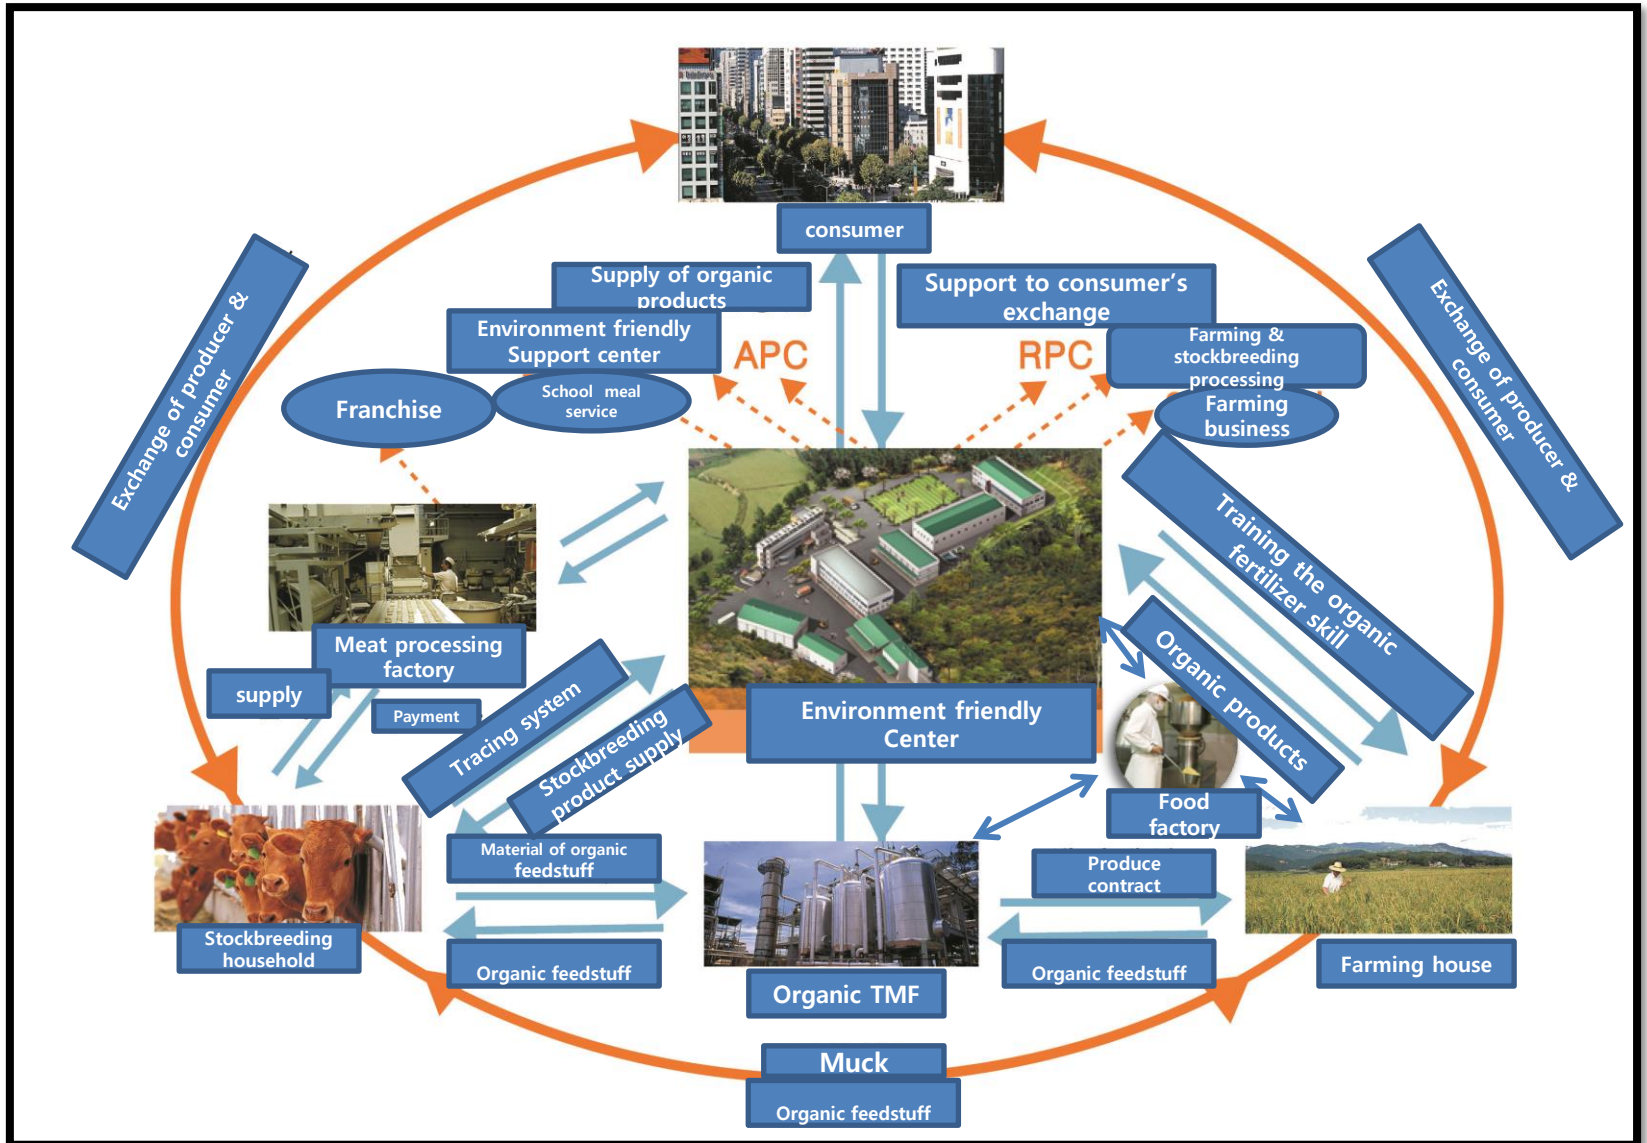 consumer
Supply of organic
products
Support to consumer's
exchange
Environment friendly
Support center
APC
RPC
Farming &
stockbreeding
processing
Franchise
School meal
service
Farming
business
Exchange of producer &
consumer
Exchange of producer &
consumer
Training the organic
fertilizer skill
Meat processing
factory
supply
Payment
Tracing system
Stockbreeding
product supply
Environment friendly
Center
Organic products
Food
factory
Material of organic
feedstuff
Produce
contract
Stockbreeding
household
Organic feedstuff
Organic TMF
Organic feedstuff
Farming house
Muck
Organic feedstuff